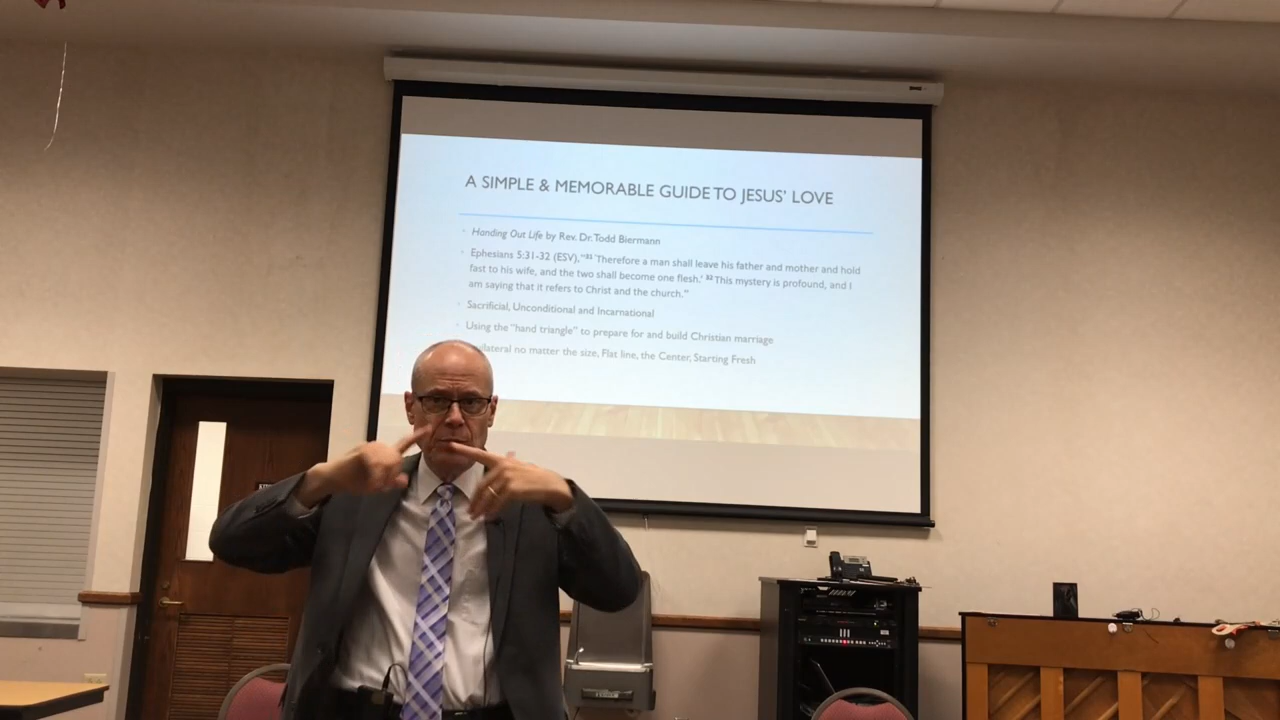 A SIMPLE & MEMORABLE GUIDE TO JESUS' LOVE
Handing Out Life by Rev. Dr. Todd Biermann
Ephesians 5:31-32 (ESV), "³¹ 'Therefore a man shall leave his father and mother and hold
fast to his wife, and the two shall become one flesh.' ³² This mystery is profound, and I
am saying that it refers to Christ and the church."
Sacrificial, Unconditional and Incarnational
Using the "hand triangle" to prepare for and build Christian marriage
no matter the size, Flat line, the Center, Starting Fresh